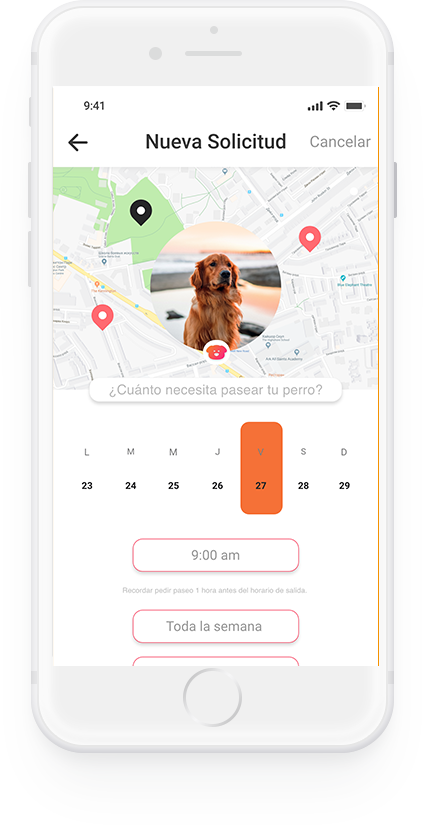 9:41
Nueva Solicitud
Cancelar
¿Cuánto necesita pasear tu perro?
L M M J V S D
23 24 25 26 27 28 29
9:00 am
Recordar pedir paseo 1 hora antes del horario de salida.
Toda la semana